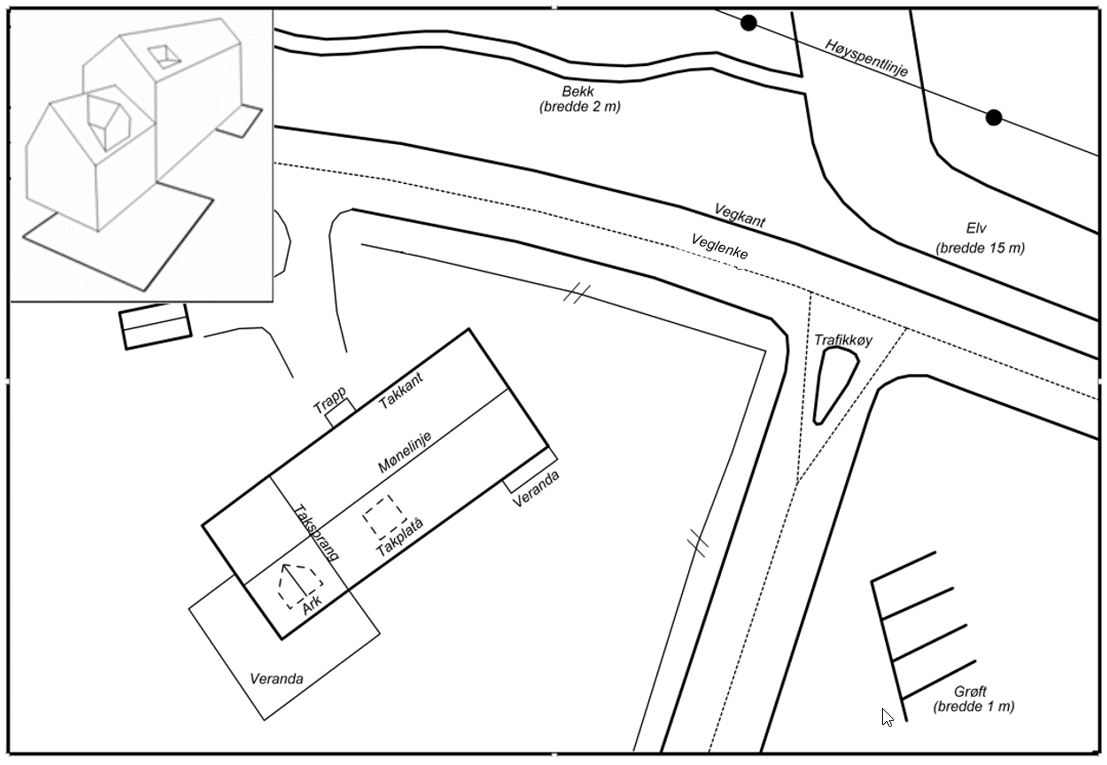 Høyspentlinje
Bekk
(bredde 2 m)
Vegkant
Elv
(bredde 15 m)
Veglenke
Trafikkøy
Trapp
Takkant
Mønelinje
Veranda
Taksprang
Takplatå
Ark
Veranda
Grøft
(bredde 1 m)